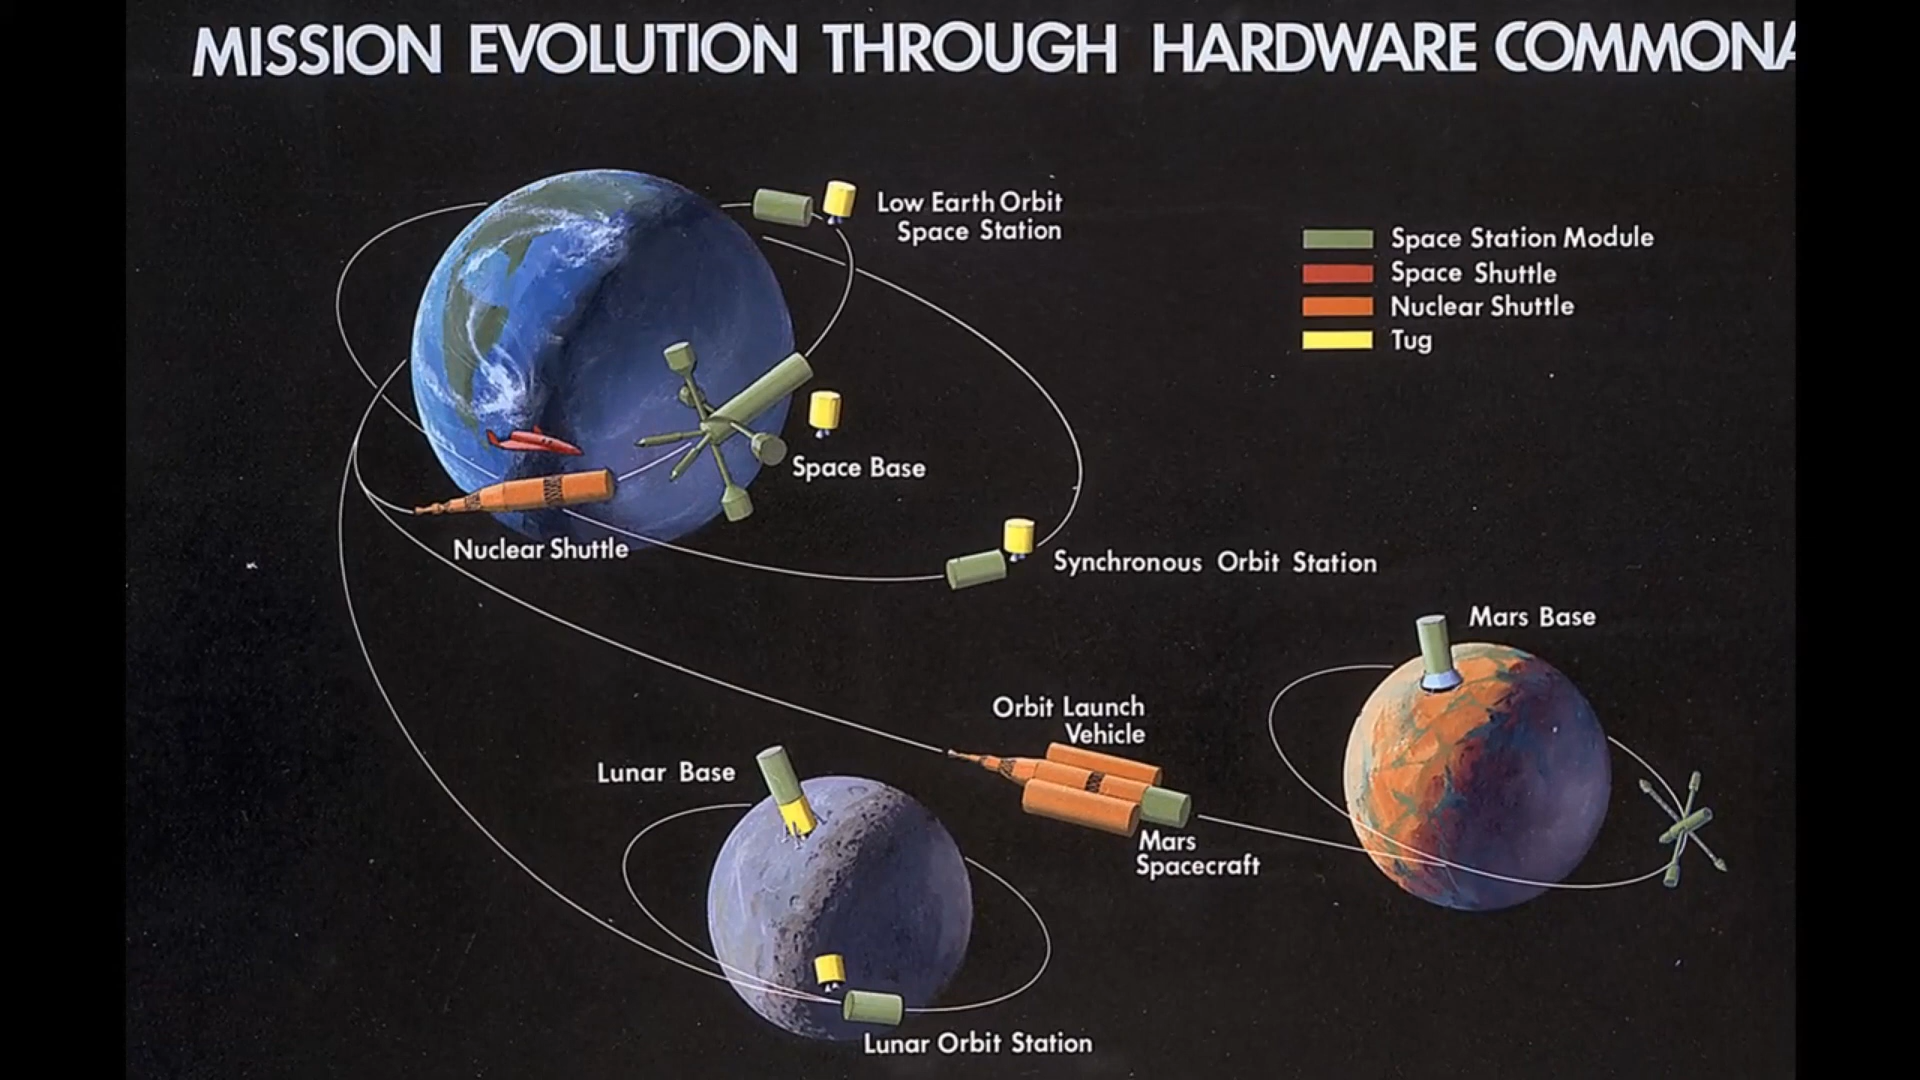 MISSION EVOLUTION THROUGH HARDWARE COMMONA
Low Earth Orbit
Space Station
Space Station Module
Space Shuttle
Nuclear Shuttle
Tug
Space Base
Nuclear Shuttle
Synchronous Orbit Station
Mars Base
Orbit Launch
Vehicle
Lunar Base
Mars
Spacecraft
Lunar Orbit Station